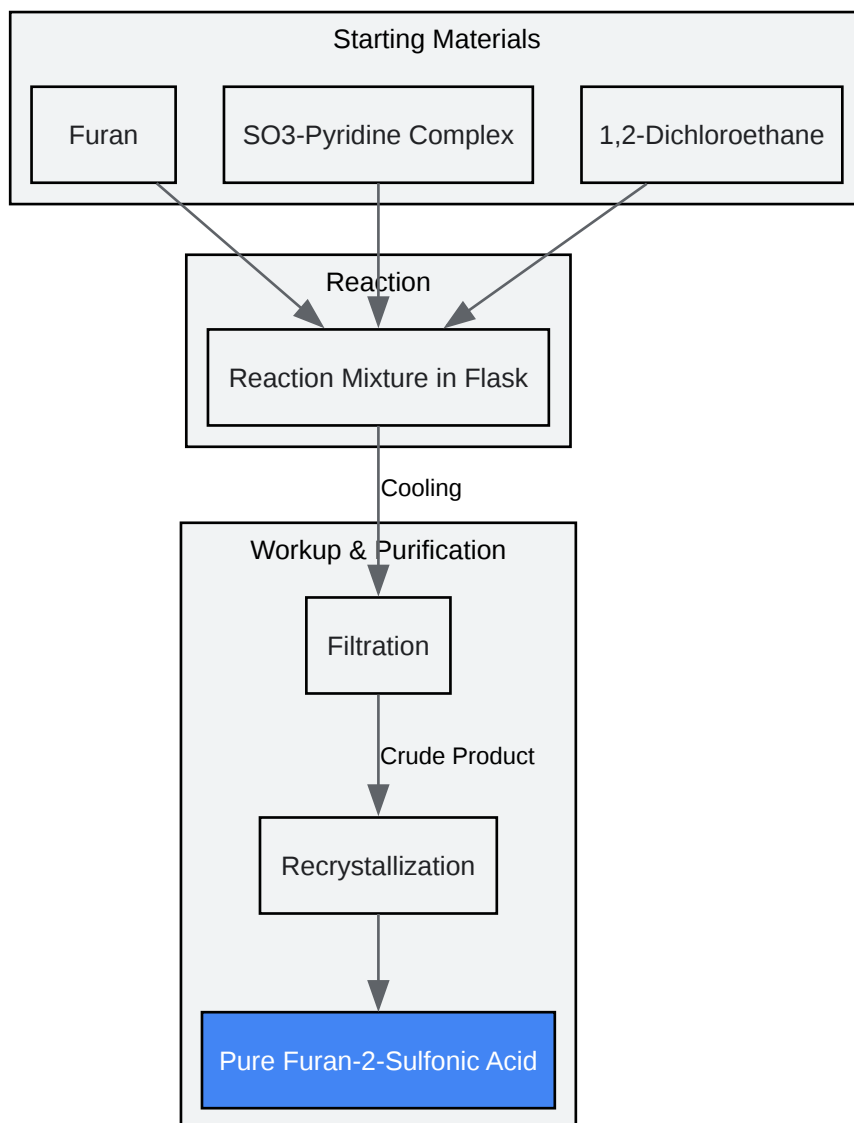 Starting Materials
Furan
SO3-Pyridine Complex
1,2-Dichloroethane
Reaction
Reaction Mixture in Flask
Cooling
Workup & Purification
Filtration
Crude Product
Recrystallization
Pure Furan-2-Sulfonic Acid